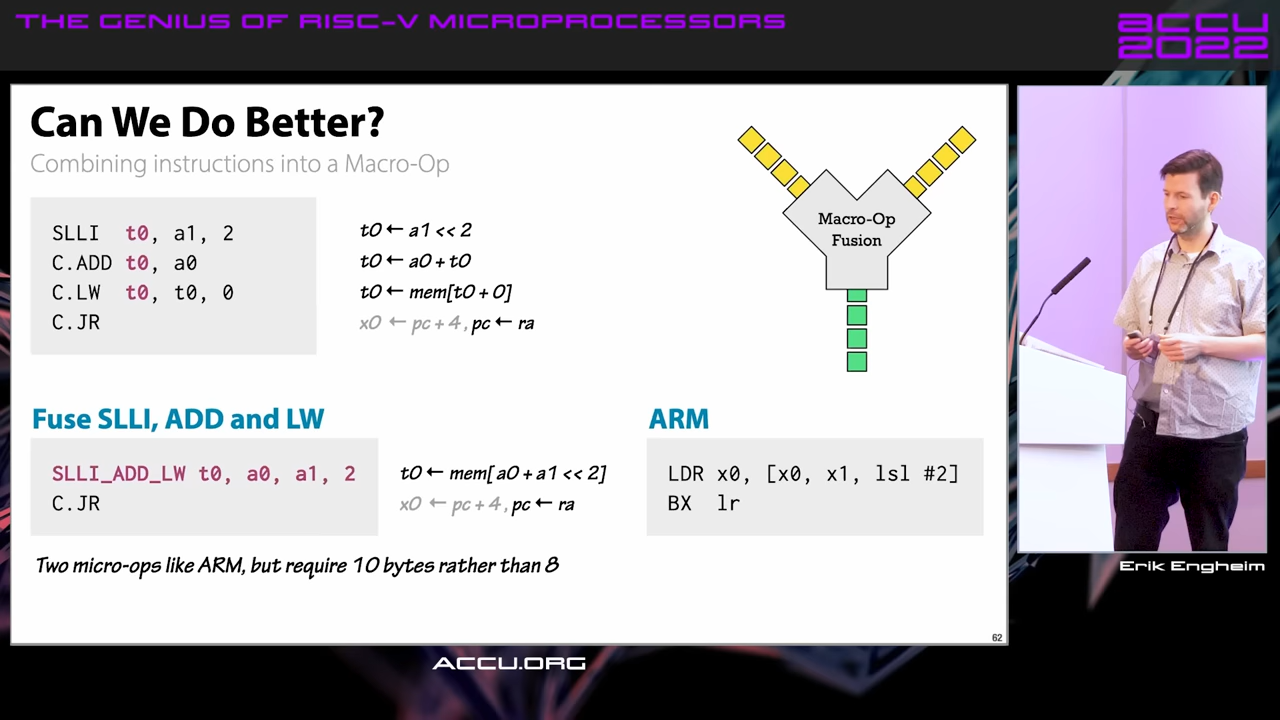 THE GENIUS OF RISC-V MICROPROCESSORS
accu
2022
Can We Do Better?
Combining instructions into a Macro-Op
SLLI t0, a1, 2
C.ADD t0, a0
C.LW t0, t0, 0
C.JR
t0 ← a1 << 2
t0 ← a0 + t0
t0 ← mem[t0 + 0]
x0 ← pc + 4, pc ← ra
Macro-Op
Fusion
Fuse SLLI, ADD and LW
SLLI_ADD_LW t0, a0, a1, 2
C.JR
t0 ← mem[a0 + a1 << 2]
x0 ← pc + 4, pc ← ra
ARM
LDR x0, [x0, x1, lsl #2]
BX lr
Two micro-ops like ARM, but require 10 bytes rather than 8
62
Erik Engheim
ACCU.ORG